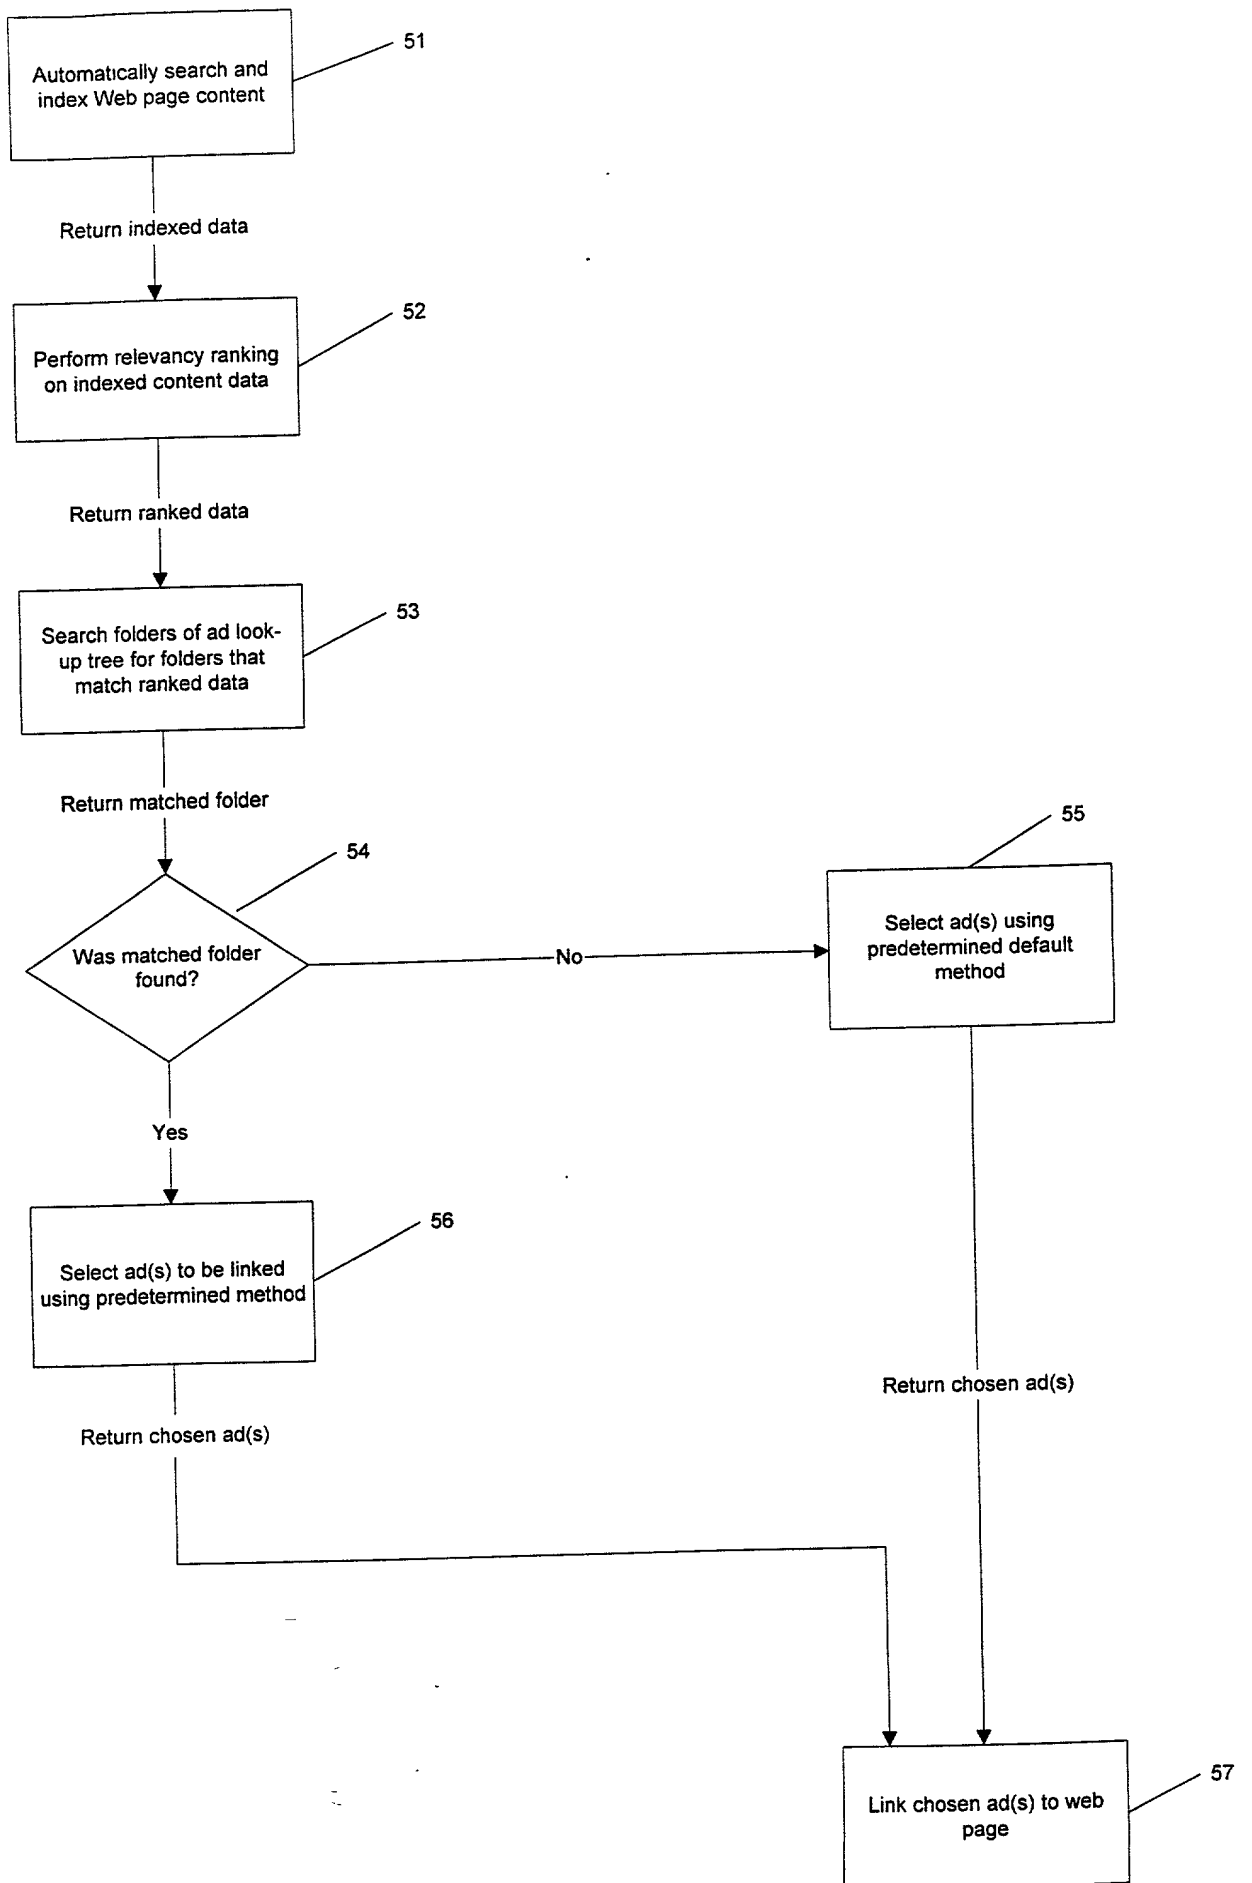 51
Automatically search and
index Web page content
Return indexed data
52
Perform relevancy ranking
on indexed content data
Return ranked data
53
Search folders of ad look-
up tree for folders that
match ranked data
Return matched folder
54
Was matched folder
found?
No
55
Select ad(s) using
predetermined default
method
Yes
56
Select ad(s) to be linked
using predetermined method
Return chosen ad(s)
Return chosen ad(s)
57
Link chosen ad(s) to web
page